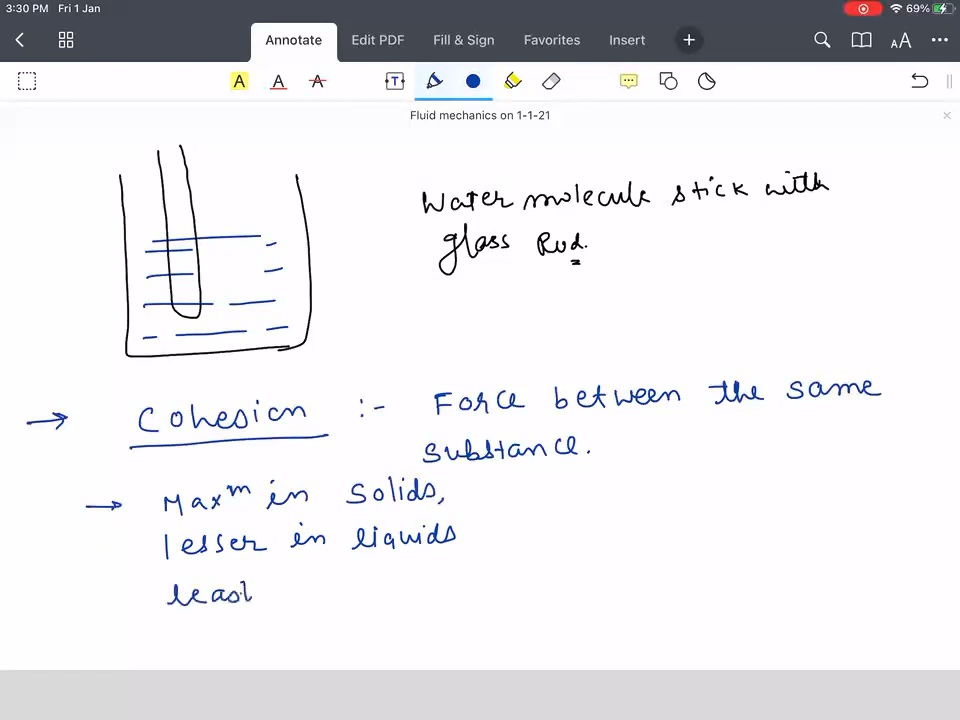 3:30 PM Fri 1 Jan 69%
Annotate Edit PDF Fill & Sign Favorites Insert
AA
A A A T
Fluid mechanics on 1-1-21
Water molecule stick with
glass Rod.
→ Cohesion :- Force between the same
substance.
→ Maxᵐ in solids,
lesser in liquids
least